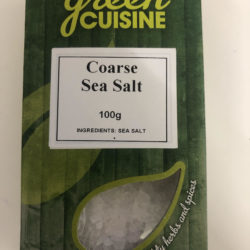 green
CUISINE
Coarse
Sea Salt
100g
INGREDIENTS: SEA SALT
herbs and spices